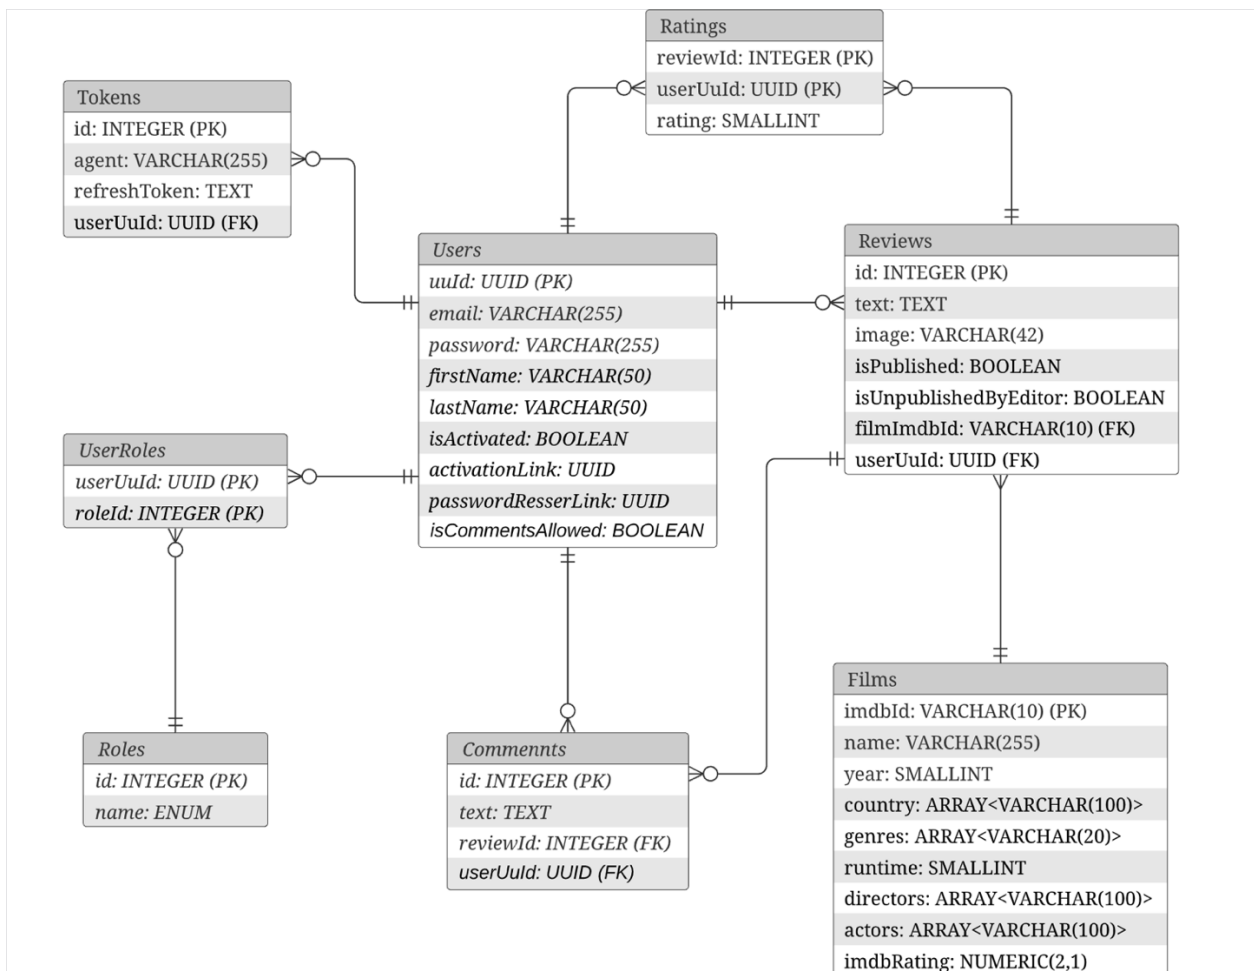 Ratings
reviewId: INTEGER (PK)
userUuId: UUID (PK)
rating: SMALLINT
Tokens
id: INTEGER (PK)
agent: VARCHAR(255)
refreshToken: TEXT
userUuId: UUID (FK)
Users
uuId: UUID (PK)
email: VARCHAR(255)
password: VARCHAR(255)
firstName: VARCHAR(50)
lastName: VARCHAR(50)
isActivated: BOOLEAN
activationLink: UUID
passwordResserLink: UUID
isCommentsAllowed: BOOLEAN
Reviews
id: INTEGER (PK)
text: TEXT
image: VARCHAR(42)
isPublished: BOOLEAN
isUnpublishedByEditor: BOOLEAN
filmImdbId: VARCHAR(10) (FK)
userUuId: UUID (FK)
UserRoles
userUuId: UUID (PK)
roleId: INTEGER (PK)
Roles
id: INTEGER (PK)
name: ENUM
Commennts
id: INTEGER (PK)
text: TEXT
reviewId: INTEGER (FK)
userUuId: UUID (FK)
Films
imdbId: VARCHAR(10) (PK)
name: VARCHAR(255)
year: SMALLINT
country: ARRAY<VARCHAR(100)>
genres: ARRAY<VARCHAR(20)>
runtime: SMALLINT
directors: ARRAY<VARCHAR(100)>
actors: ARRAY<VARCHAR(100)>
imdbRating: NUMERIC(2,1)